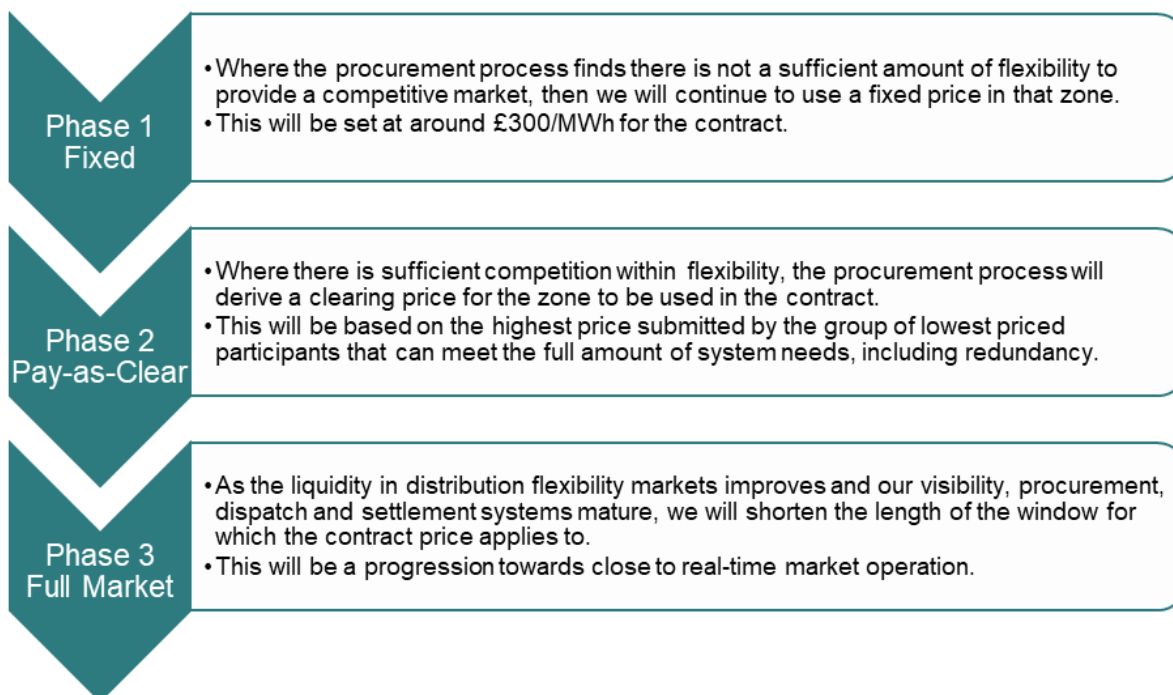 Phase 1
Fixed
•Where the procurement process finds there is not a sufficient amount of flexibility to
provide a competitive market, then we will continue to use a fixed price in that zone.
•This will be set at around £300/MWh for the contract.
Phase 2
Pay-as-Clear
•Where there is sufficient competition within flexibility, the procurement process will
derive a clearing price for the zone to be used in the contract.
•This will be based on the highest price submitted by the group of lowest priced
participants that can meet the full amount of system needs, including redundancy.
Phase 3
Full Market
•As the liquidity in distribution flexibility markets improves and our visibility, procurement,
dispatch and settlement systems mature, we will shorten the length of the window for
which the contract price applies to.
•This will be a progression towards close to real-time market operation.